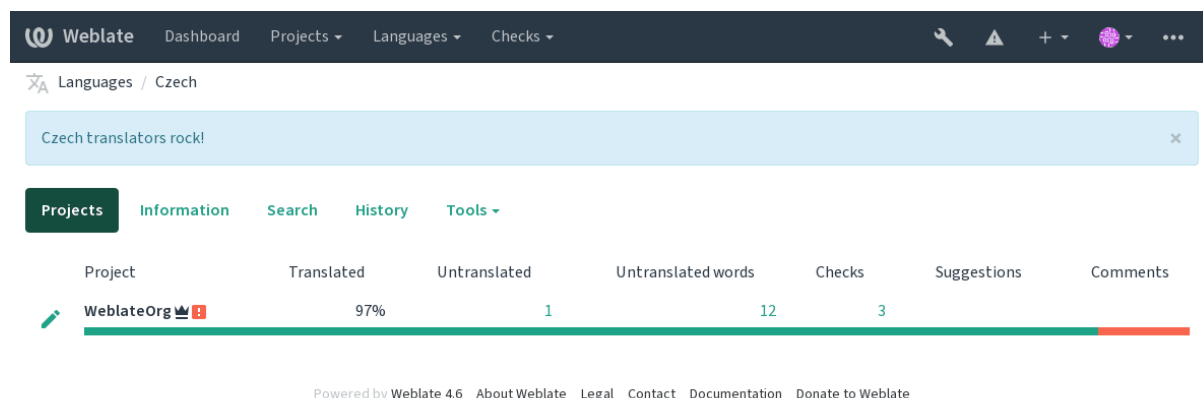 Weblate Dashboard Projects Languages Checks
Languages / Czech
Czech translators rock! ×
Projects Information Search History Tools
Project Translated Untranslated Untranslated words Checks Suggestions Comments
WeblateOrg 97% 1 12 3
Powered by Weblate 4.6 About Weblate Legal Contact Documentation Donate to Weblate